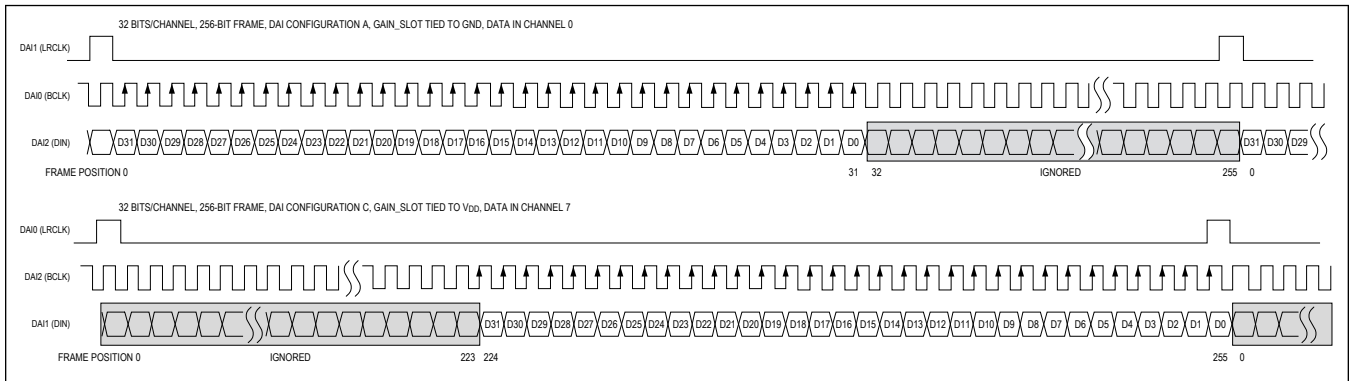 32 BITS/CHANNEL, 256-BIT FRAME, DAI CONFIGURATION A, GAIN_SLOT TIED TO GND, DATA IN CHANNEL 0
DAI1 (LRCLK)
DAI0 (BCLK)
DAI2 (DIN) D31 D30 D29 D28 D27 D26 D25 D24 D23 D22 D21 D20 D19 D18 D17 D16 D15 D14 D13 D12 D11 D10 D9 D8 D7 D6 D5 D4 D3 D2 D1 D0 D31 D30 D29
FRAME POSITION 0 31 32 IGNORED 255 0
32 BITS/CHANNEL, 256-BIT FRAME, DAI CONFIGURATION C, GAIN_SLOT TIED TO VDD, DATA IN CHANNEL 7
DAI0 (LRCLK)
DAI2 (BCLK)
DAI1 (DIN) D31 D30 D29 D28 D27 D26 D25 D24 D23 D22 D21 D20 D19 D18 D17 D16 D15 D14 D13 D12 D11 D10 D9 D8 D7 D6 D5 D4 D3 D2 D1 D0
FRAME POSITION 0 IGNORED 223 224 255 0